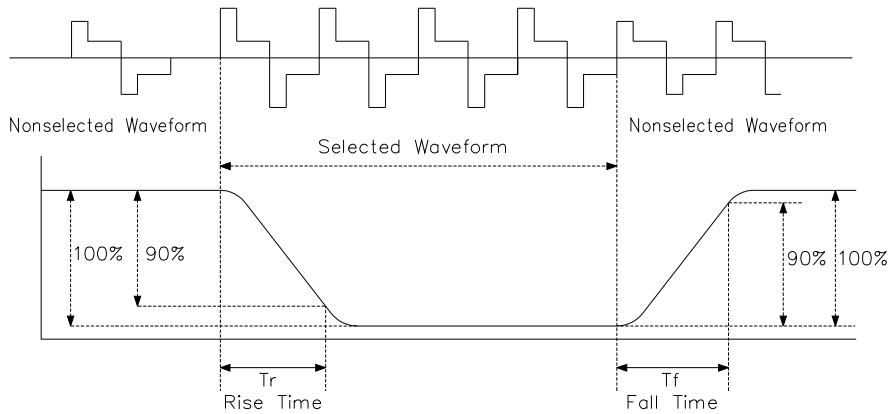 Nonselected Waveform
Selected Waveform
Nonselected Waveform
100%
90%
90%
100%
Tr
Rise Time
Tf
Fall Time